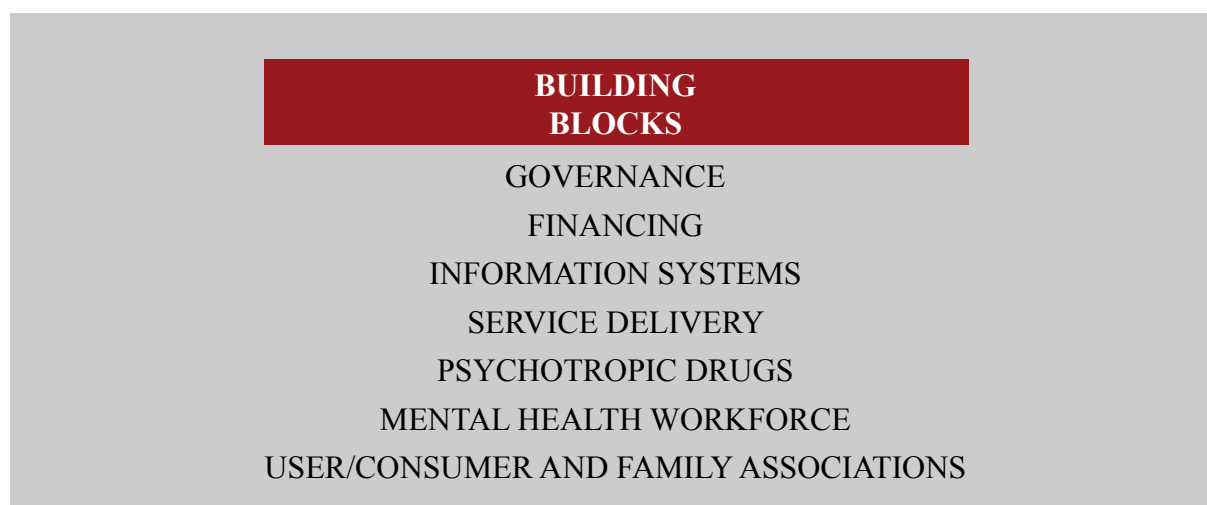 BUILDING
BLOCKS
GOVERNANCE
FINANCING
INFORMATION SYSTEMS
SERVICE DELIVERY
PSYCHOTROPIC DRUGS
MENTAL HEALTH WORKFORCE
USER/CONSUMER AND FAMILY ASSOCIATIONS